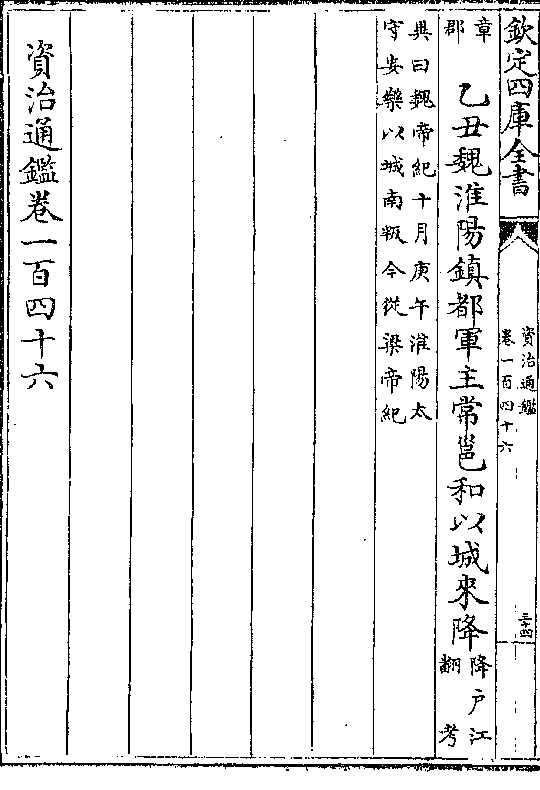 欽定四庫全書
資治通鑑
卷一百四十六
三十四
章
郡
乙丑魏淮陽鎮都軍主常邕和以城來降
降户江
翻 考
異曰魏帝紀十月庚午淮陽太
守安樂以城南叛今從梁帝紀
資治通鑑卷一百四十六